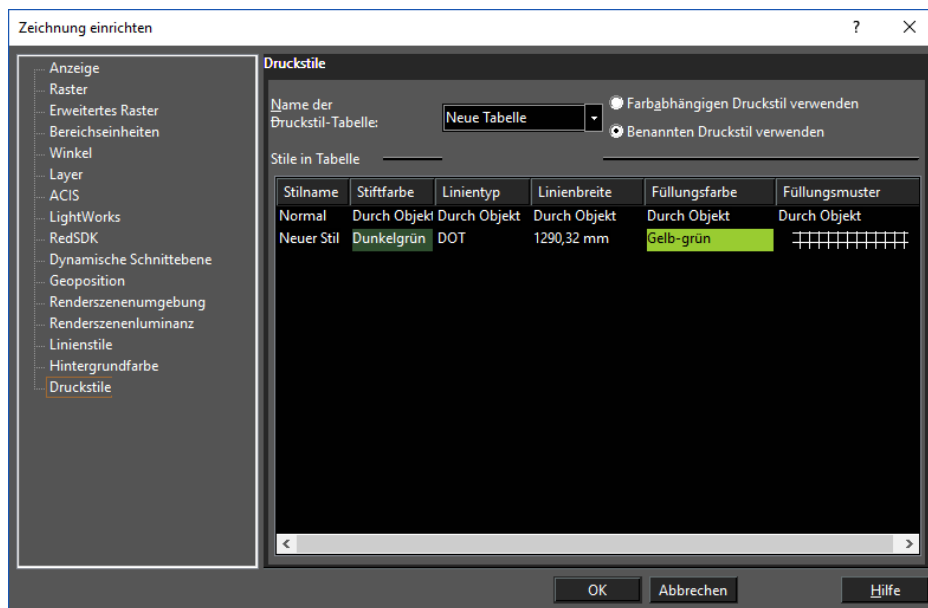 Zeichnung einrichten
?
Anzeige
Raster
Erweitertes Raster
Bereichseinheiten
Winkel
Layer
ACIS
LightWorks
RedSDK
Dynamische Schnittebene
Geoposition
Renderszenenumgebung
Renderszenenluminanz
Linienstile
Hintergrundfarbe
Druckstile
Druckstile
Name der
Druckstil-Tabelle:
Neue Tabelle
Farbabhängigen Druckstil verwenden
Benannten Druckstil verwenden
Stile in Tabelle
Stilname Stiftfarbe Linientyp Linienbreite Füllungsfarbe Füllungsmuster
Normal Durch Objekt Durch Objekt Durch Objekt Durch Objekt Durch Objekt
Neuer Stil Dunkelgrün DOT 1290,32 mm Gelb-grün
OK Abbrechen Hilfe